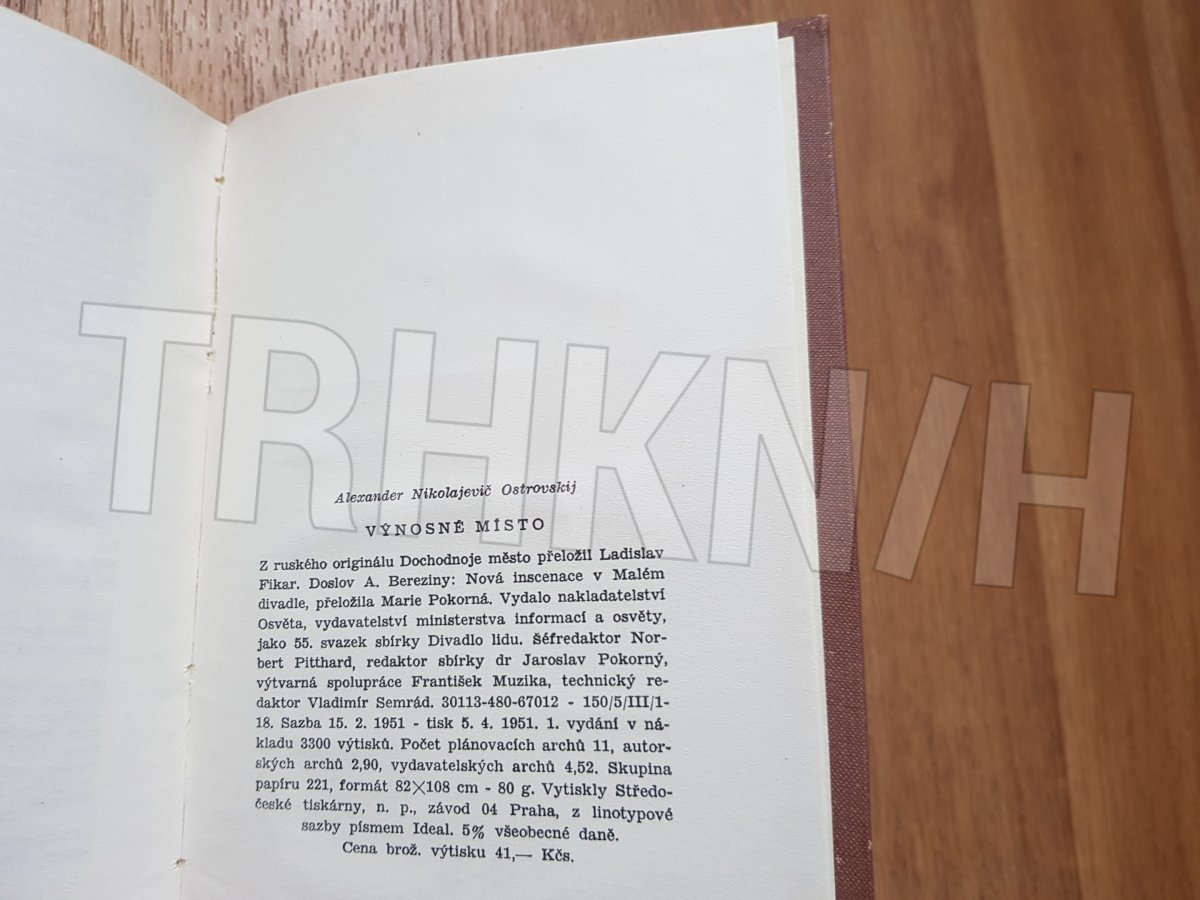 TRHKN/H
Alexander Nikolajevič Ostrovskij
VÝNOSNÉ MÍSTO
Z ruského originálu Dochodnoje město přeložil Ladislav
Fikar. Doslov A. Bereziny: Nová inscenace v Malém
divadle, přeložila Marie Pokorná. Vydalo nakladatelství
Osvěta, vydavatelství ministerstva informací a osvěty,
jako 55. svazek sbírky Divadlo lidu. šéfredaktor Nor-
bert Pitthard, redaktor sbírky dr Jaroslav Pokorný,
výtvarná spolupráce František Muzika, technický re-
daktor Vladimír Semrád. 30113-480-67012 - 150/5/III/1-
18. Sazba 15. 2. 1951 - tisk 5. 4. 1951. 1. vydání v ná-
kladu 3300 výtisků. Počet plánovacích archů 11, autor-
ských archů 2,90, vydavatelských archů 4,52. Skupina
papíru 221, formát 82×108 cm - 80 g. Vytiskly Středo-
české tiskárny, n. p., závod 04 Praha, z linotypové
sazby písmem Ideal. 5% všeobecné daně.
Cena brož. výtisku 41,— Kčs.